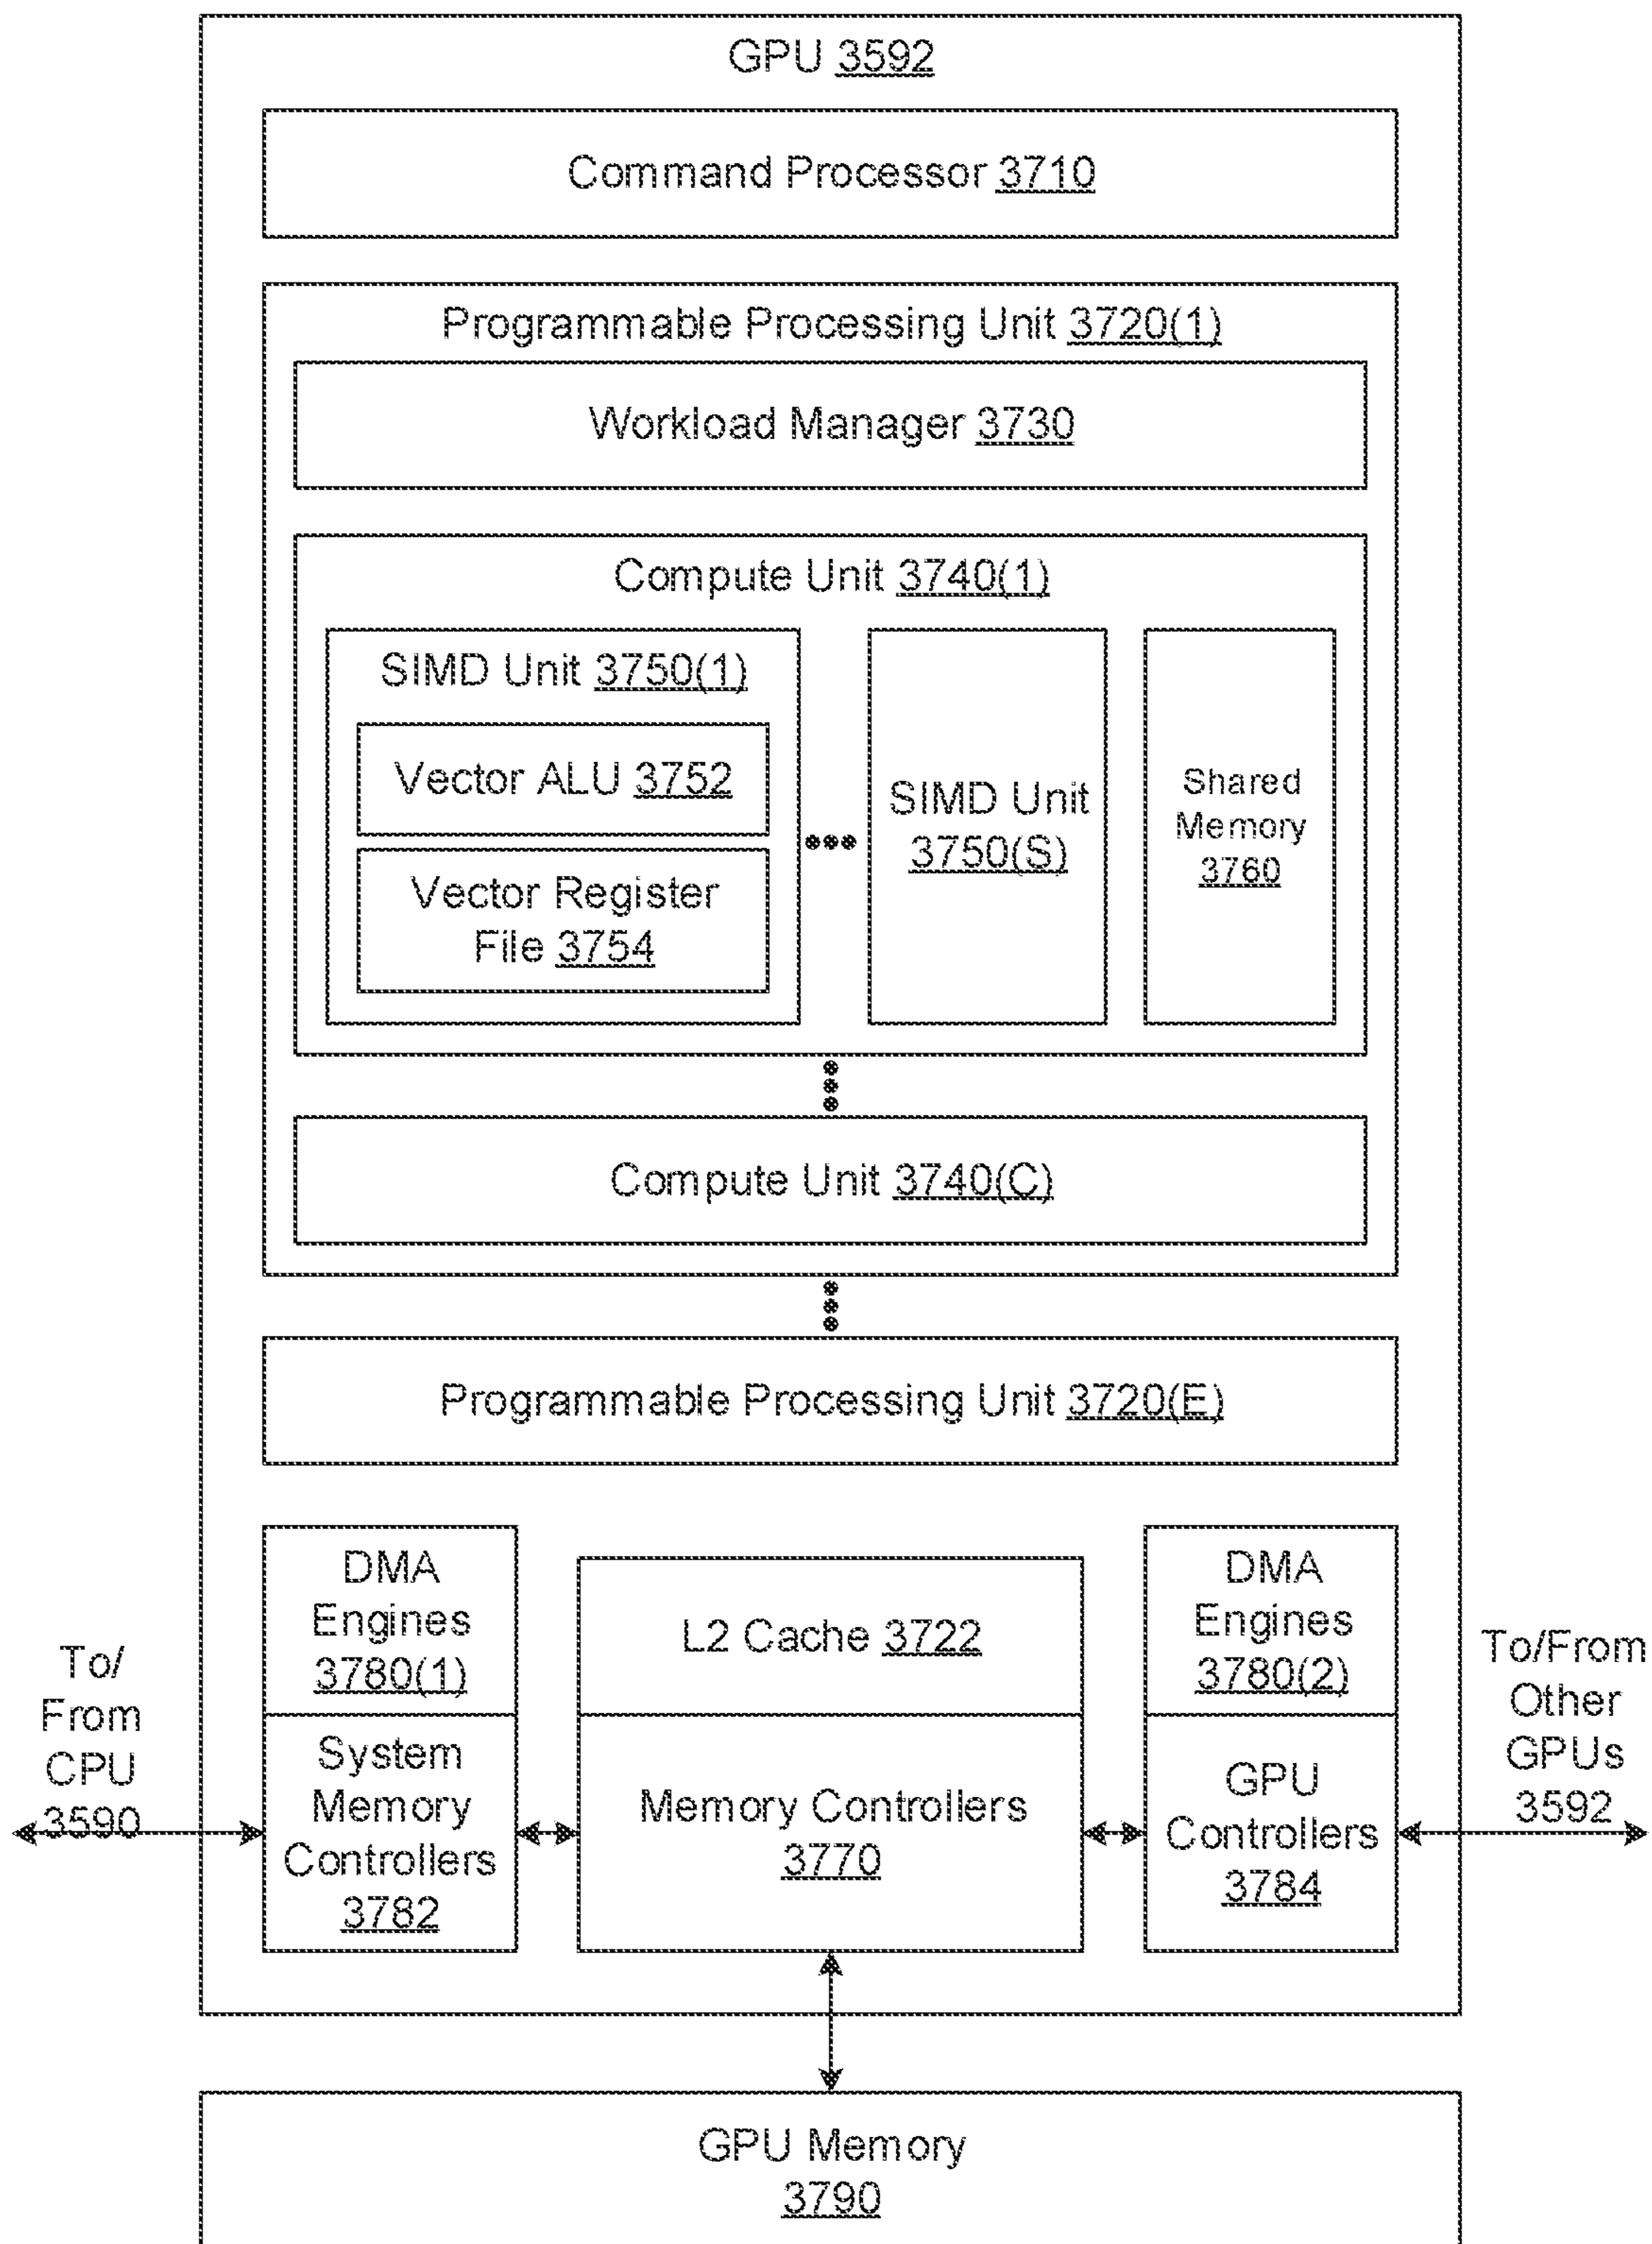 GPU 3592
Command Processor 3710
Programmable Processing Unit 3720(1)
Workload Manager 3730
Compute Unit 3740(1)
SIMD Unit 3750(1)
Vector ALU 3752
Vector Register
File 3754
SIMD Unit
3750(S)
Shared
Memory
3760
Compute Unit 3740(C)
Programmable Processing Unit 3720(E)
To/
From
CPU
3590
DMA
Engines
3780(1)
System
Memory
Controllers
3782
L2 Cache 3722
Memory Controllers
3770
DMA
Engines
3780(2)
GPU
Controllers
3784
To/From
Other
GPUs
3592
GPU Memory
3790